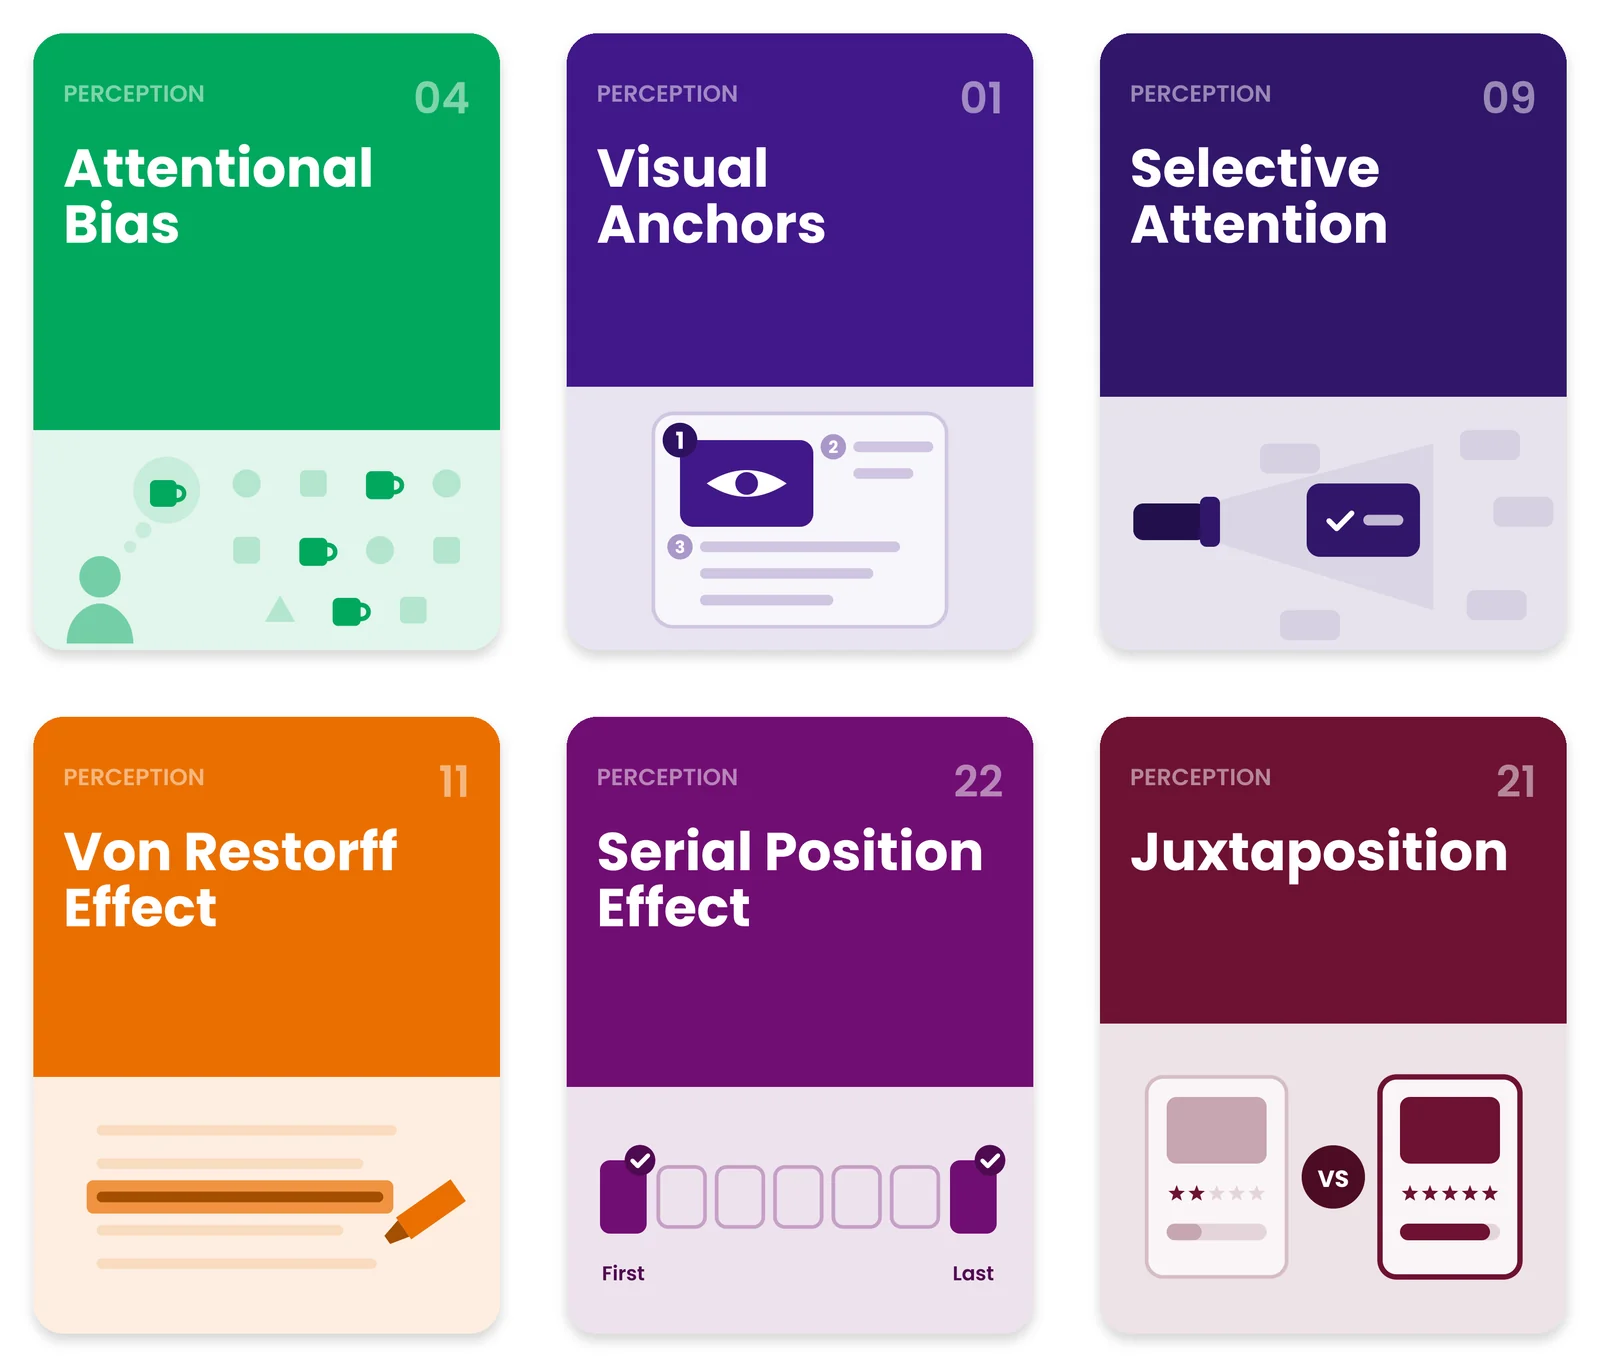 PERCEPTION
04
Attentional
Bias
PERCEPTION
01
Visual
Anchors
1
2
3
PERCEPTION
09
Selective
Attention
PERCEPTION
11
Von Restorff
Effect
PERCEPTION
22
Serial Position
Effect
First
Last
PERCEPTION
21
Juxtaposition
VS